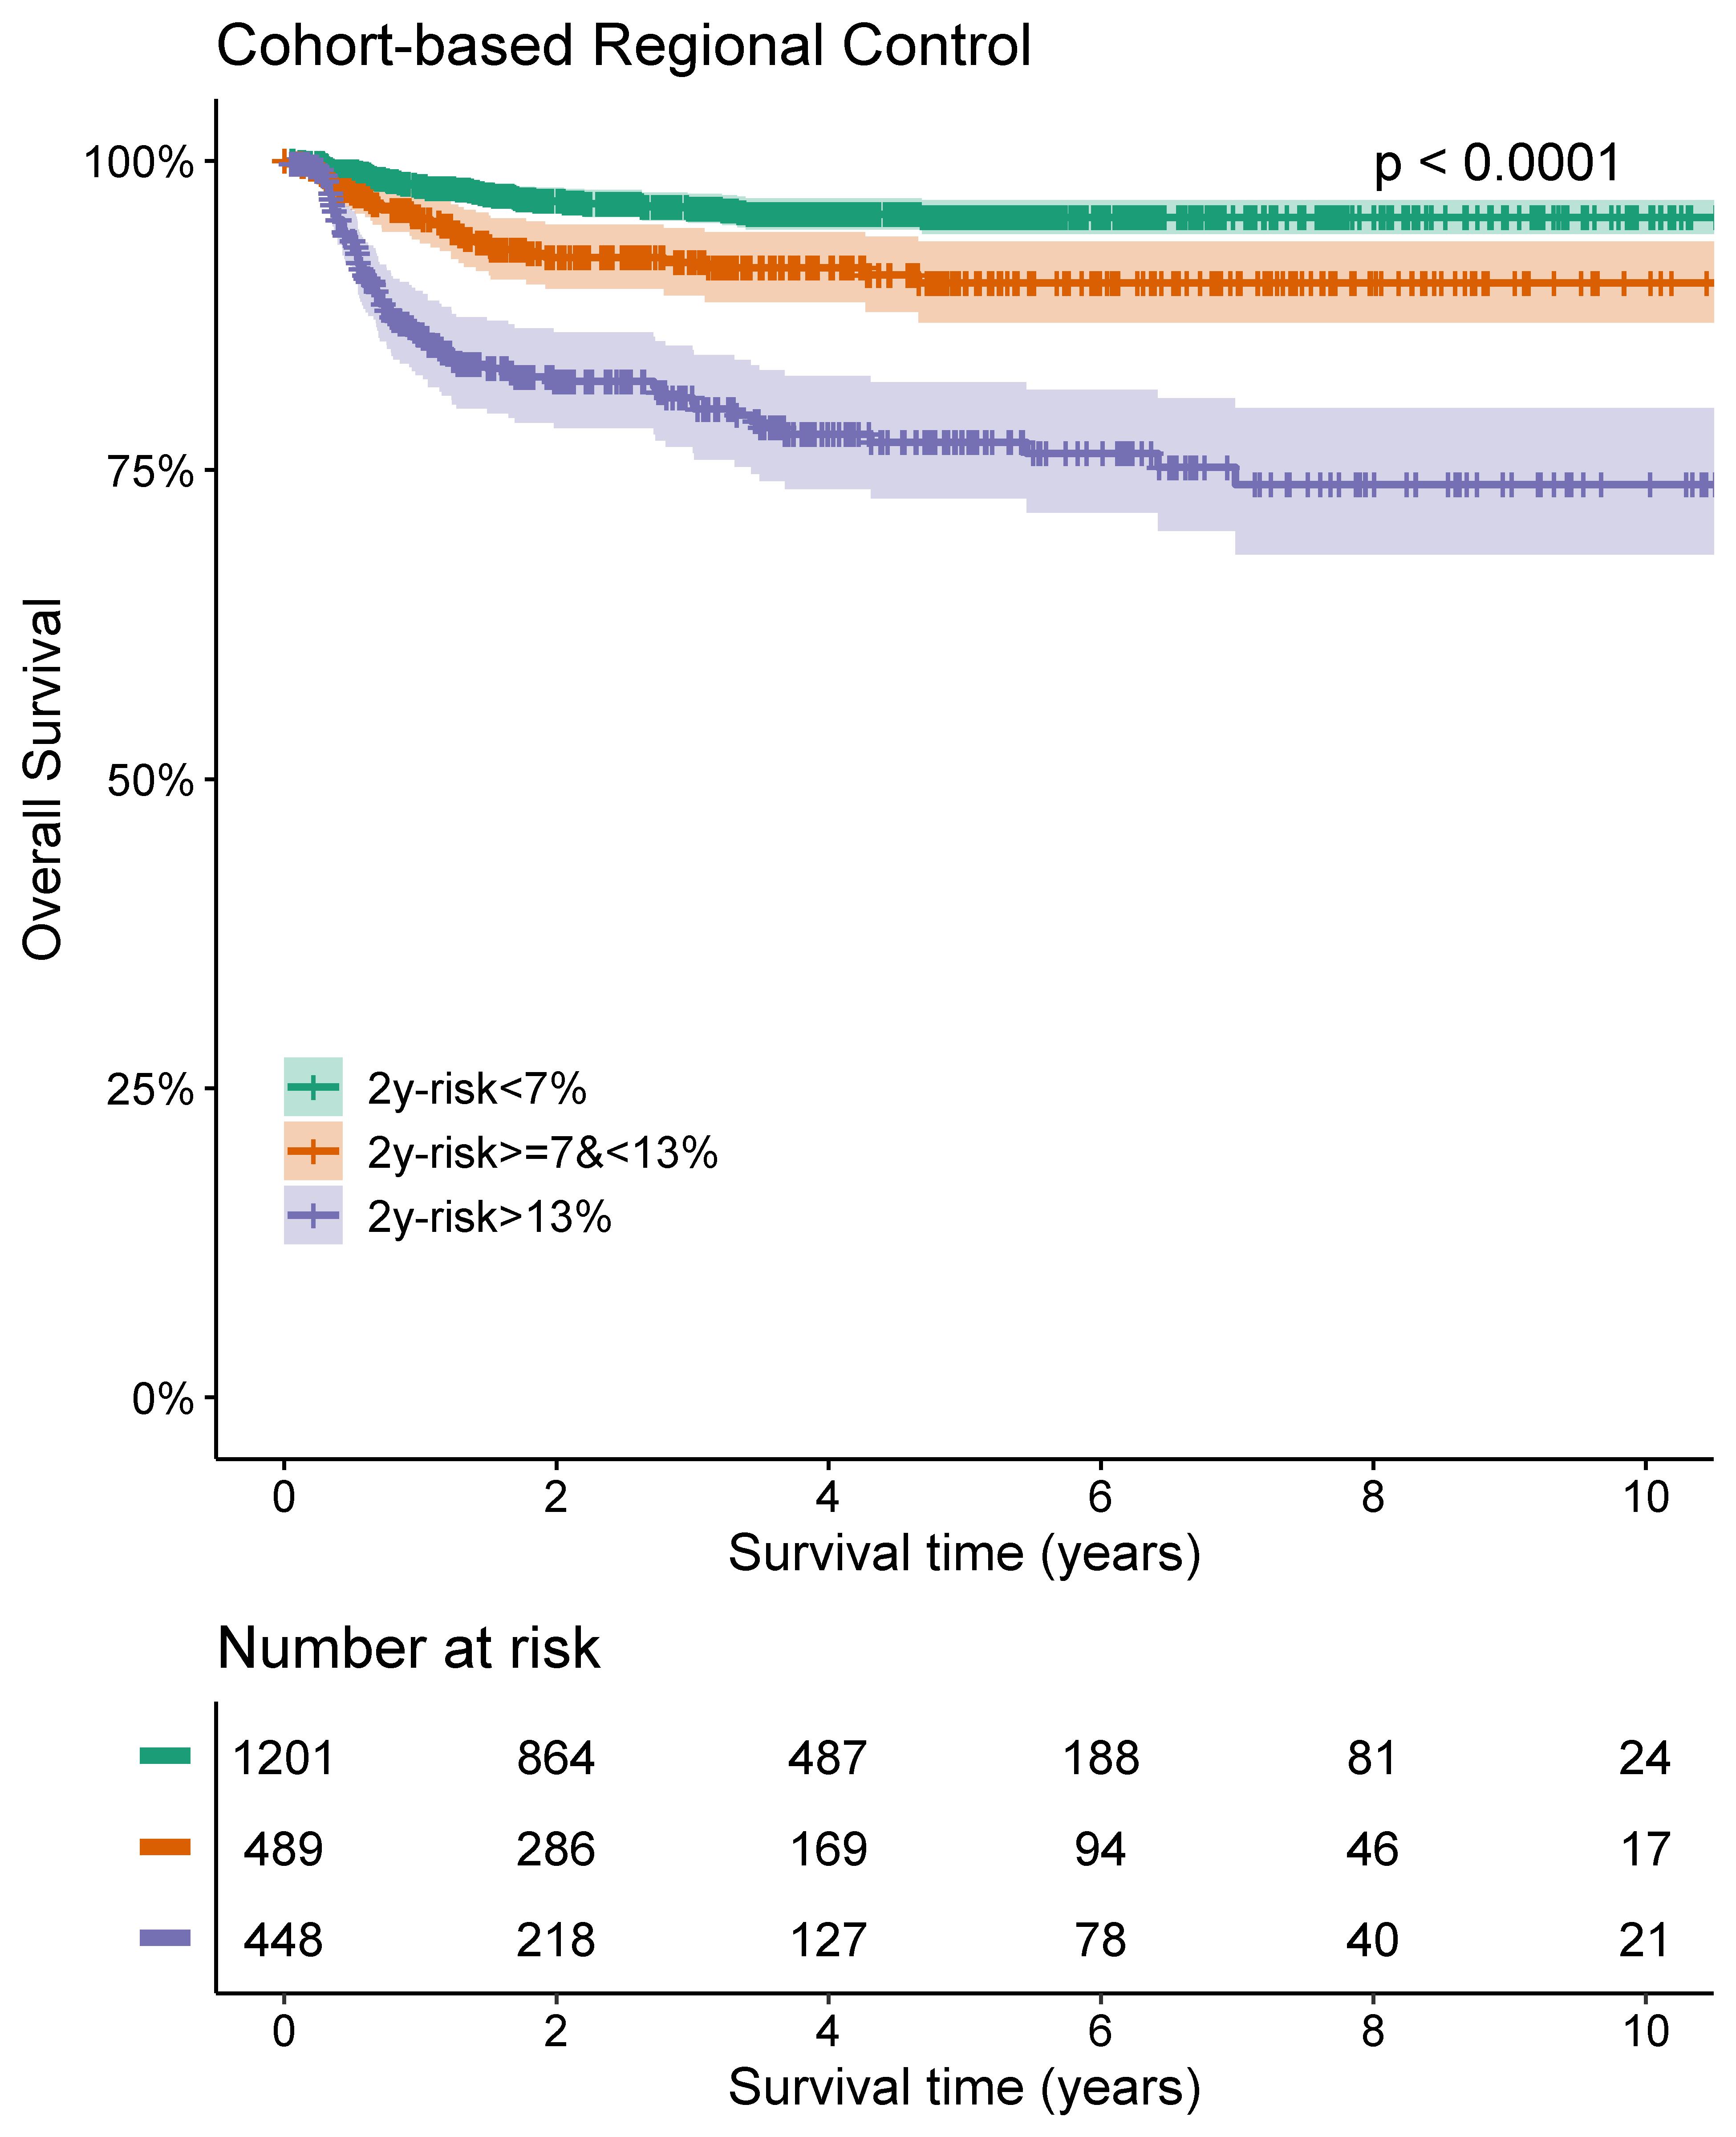 Cohort-based Regional Control
p < 0.0001
Overall Survival
100%
75%
50%
25%
0%
2y-risk<7%
2y-risk>=7&<13%
2y-risk>13%
0 2 4 6 8 10
Survival time (years)
Number at risk
1201 864 487 188 81 24
489 286 169 94 46 17
448 218 127 78 40 21
0 2 4 6 8 10
Survival time (years)